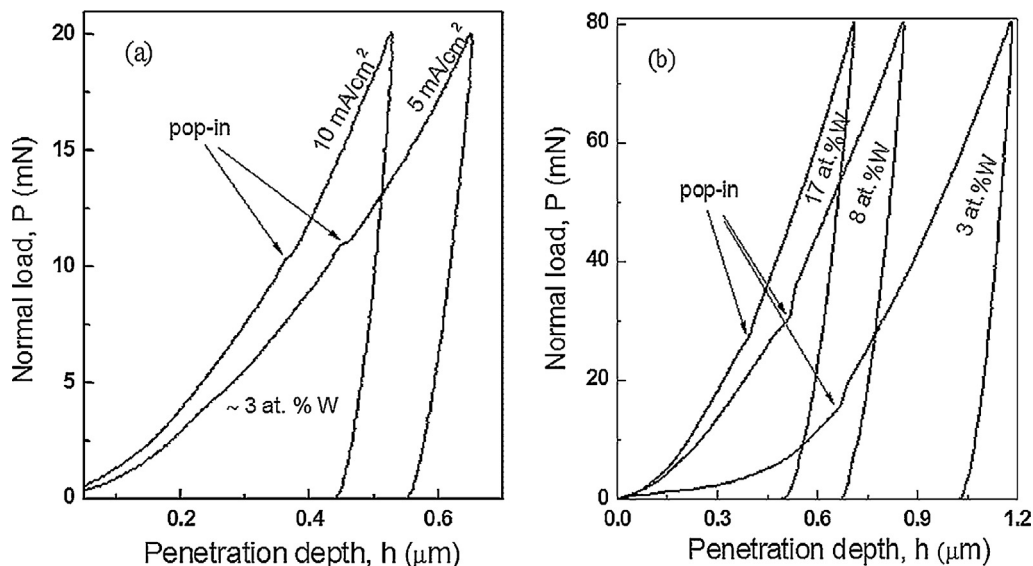 (a)
20
15
10
5
0
Normal load, P (mN)
pop-in
10 mA/cm²
5 mA/cm²
~ 3 at. % W
0.2
0.4
0.6
Penetration depth, h (μm)
(b)
80
60
40
20
0
Normal load, P (mN)
pop-in
17 at.%W
8 at.%W
3 at.%W
0.0
0.3
0.6
0.9
1.2
Penetration depth, h (μm)